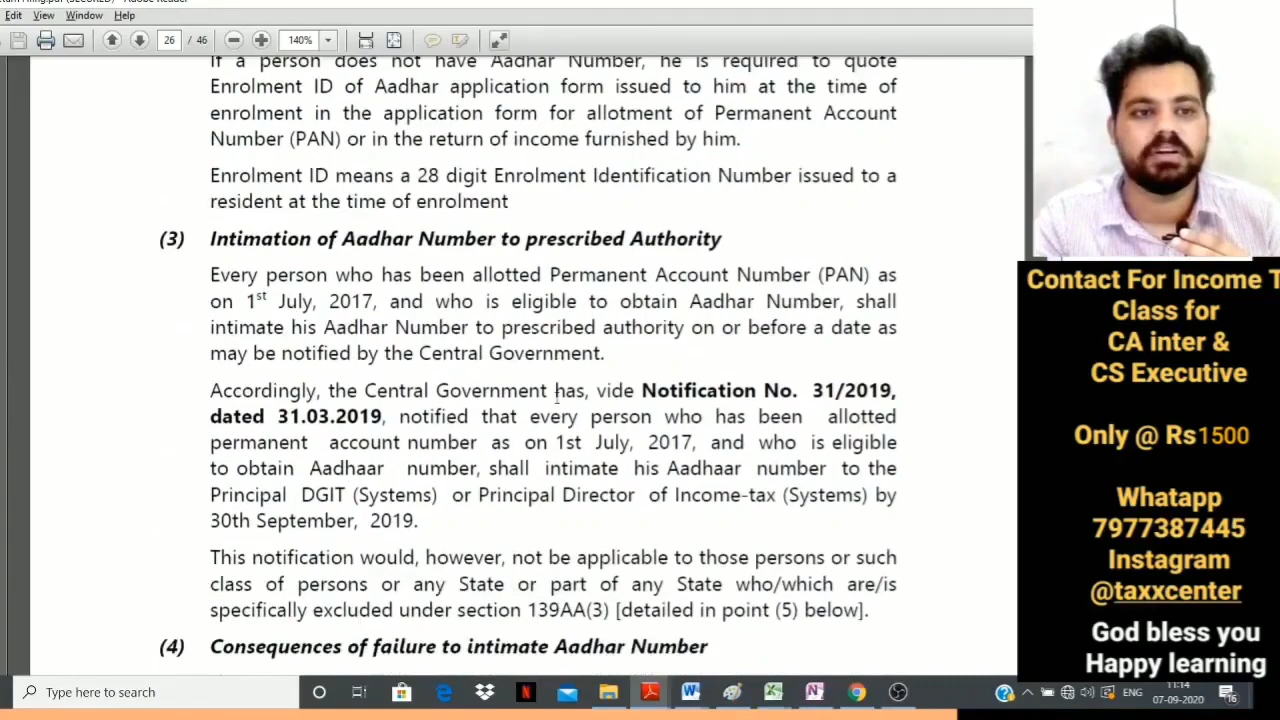 Edit View Window Help
26 / 46 140%
If a person does not have Aadhar Number, he is required to quote
Enrolment ID of Aadhar application form issued to him at the time of
enrolment in the application form for allotment of Permanent Account
Number (PAN) or in the return of income furnished by him.
Enrolment ID means a 28 digit Enrolment Identification Number issued to a
resident at the time of enrolment
(3) Intimation of Aadhar Number to prescribed Authority
Every person who has been allotted Permanent Account Number (PAN) as
on 1st July, 2017, and who is eligible to obtain Aadhar Number, shall
intimate his Aadhar Number to prescribed authority on or before a date as
may be notified by the Central Government.
Accordingly, the Central Government has, vide Notification No. 31/2019,
dated 31.03.2019, notified that every person who has been allotted
permanent account number as on 1st July, 2017, and who is eligible
to obtain Aadhaar number, shall intimate his Aadhaar number to the
Principal DGIT (Systems) or Principal Director of Income-tax (Systems) by
30th September, 2019.
This notification would, however, not be applicable to those persons or such
class of persons or any State or part of any State who/which are/is
specifically excluded under section 139AA(3) [detailed in point (5) below].
(4) Consequences of failure to intimate Aadhar Number
Contact For Income T
Class for
CA inter &
CS Executive
Only @ Rs1500
Whatapp
7977387445
Instagram
@taxxcenter
God bless you
Happy learning
Type here to search
ENG
11:14
07-09-2020
16